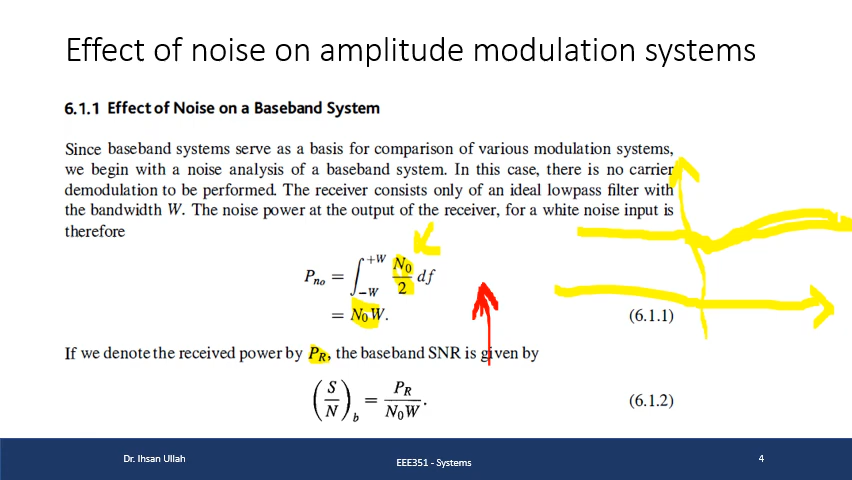 Effect of noise on amplitude modulation systems
6.1.1 Effect of Noise on a Baseband System
Since baseband systems serve as a basis for comparison of various modulation systems,
we begin with a noise analysis of a baseband system. In this case, there is no carrier
demodulation to be performed. The receiver consists only of an ideal lowpass filter with
the bandwidth W. The noise power at the output of the receiver, for a white noise input is
therefore
P_{n_o} = ∫_{-W}^{+W} N_0/2 df
= N_0 W. (6.1.1)
If we denote the received power by P_R, the baseband SNR is given by
(S/N)_b = P_R/(N_0 W). (6.1.2)
Dr. Ihsan Ullah
EEE351 - Systems
4